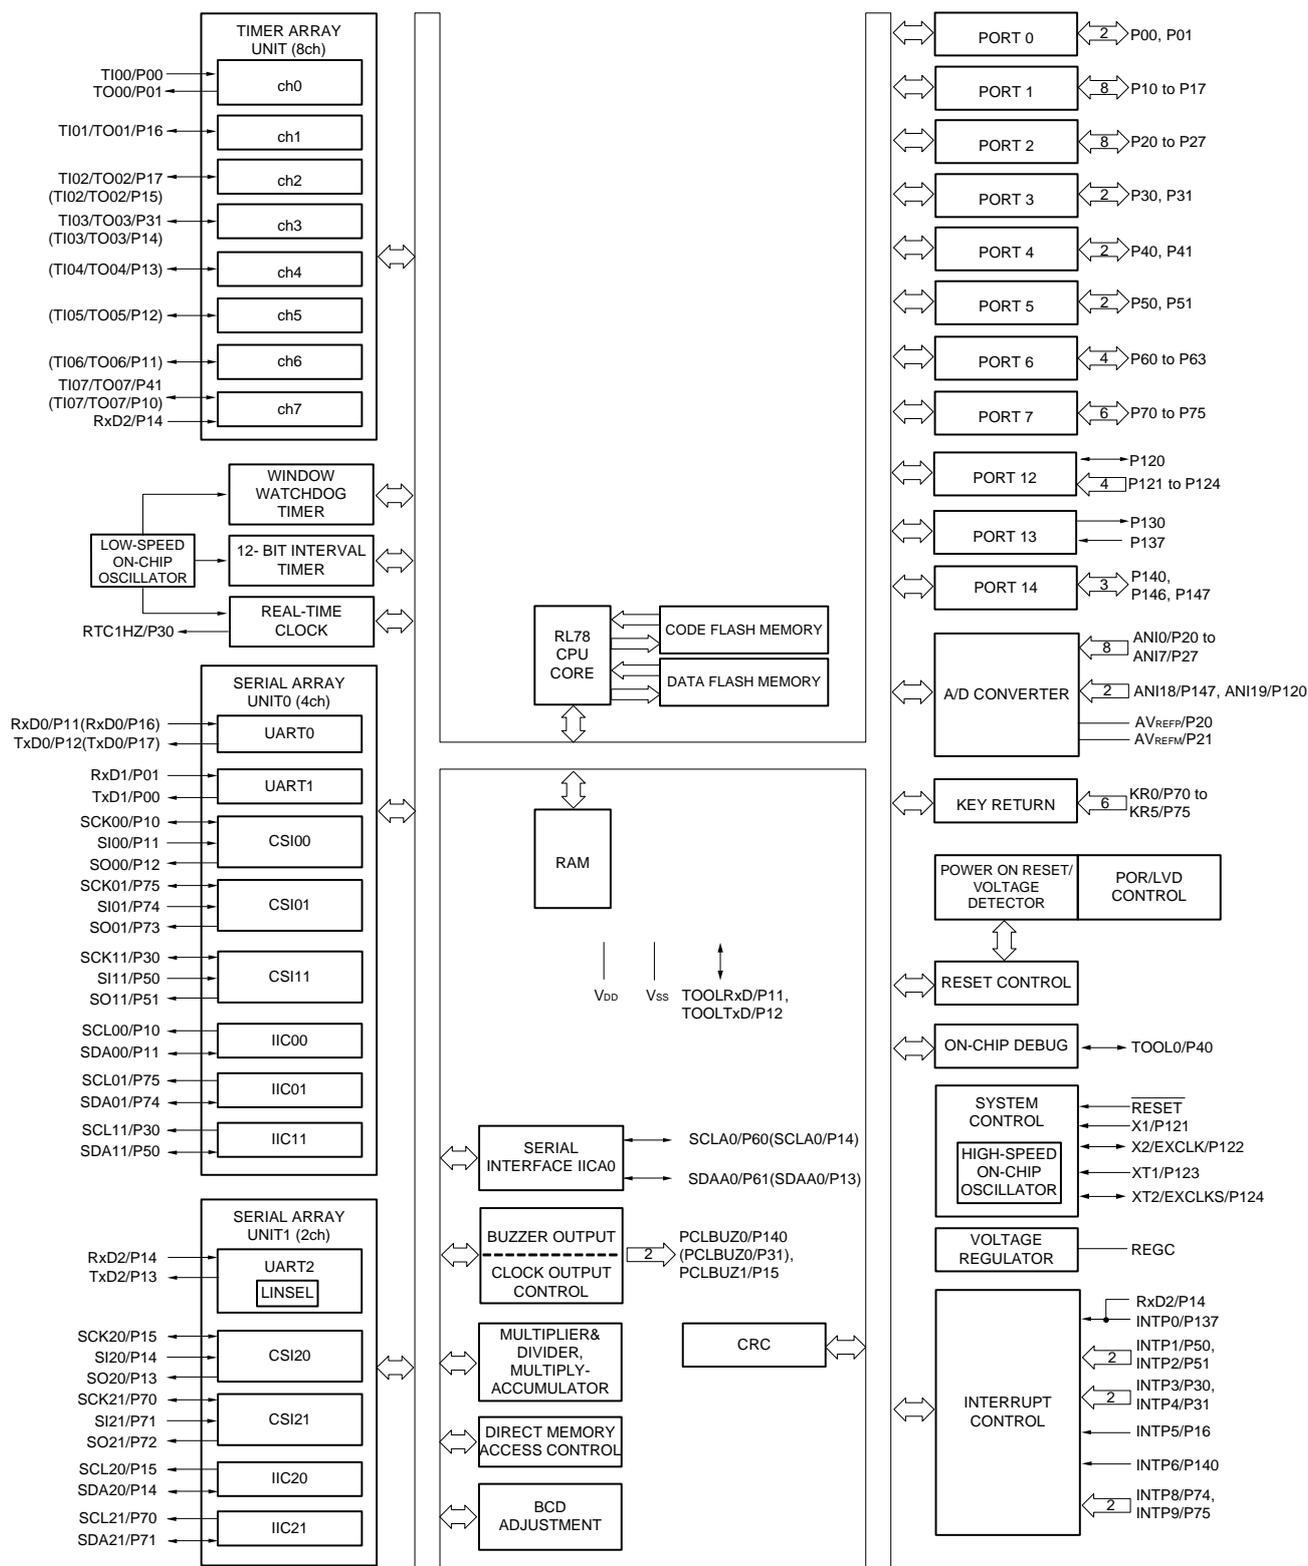 TIMER ARRAY
UNIT (8ch)
TI00/P00
TO00/P01
ch0
TI01/TO01/P16
ch1
TI02/TO02/P17
(TI02/TO02/P15)
ch2
TI03/TO03/P31
(TI03/TO03/P14)
ch3
(TI04/TO04/P13)
ch4
(TI05/TO05/P12)
ch5
(TI06/TO06/P11)
ch6
TI07/TO07/P41
(TI07/TO07/P10)
RxD2/P14
ch7
WINDOW
WATCHDOG
TIMER
LOW-SPEED
ON-CHIP
OSCILLATOR
12- BIT INTERVAL
TIMER
REAL-TIME
CLOCK
RTC1HZ/P30
SERIAL ARRAY
UNIT0 (4ch)
RxD0/P11(RxD0/P16)
TxD0/P12(TxD0/P17)
UART0
RxD1/P01
TxD1/P00
UART1
SCK00/P10
SI00/P11
SO00/P12
CSI00
SCK01/P75
SI01/P74
SO01/P73
CSI01
SCK11/P30
SI11/P50
SO11/P51
CSI11
SCL00/P10
SDA00/P11
IIC00
SCL01/P75
SDA01/P74
IIC01
SCL11/P30
SDA11/P50
IIC11
SERIAL ARRAY
UNIT1 (2ch)
RxD2/P14
TxD2/P13
UART2
LINSEL
SCK20/P15
SI20/P14
SO20/P13
CSI20
SCK21/P70
SI21/P71
SO21/P72
CSI21
SCL20/P15
SDA20/P14
IIC20
SCL21/P70
SDA21/P71
IIC21
RL78
CPU
CORE
CODE FLASH MEMORY
DATA FLASH MEMORY
RAM
VDD
VSS
TOOLRxD/P11,
TOOLTxD/P12
SERIAL
INTERFACE IICA0
SCLA0/P60(SCLA0/P14)
SDAA0/P61(SDAA0/P13)
BUZZER OUTPUT
CLOCK OUTPUT
CONTROL
2
PCLBUZ0/P140
(PCLBUZ0/P31),
PCLBUZ1/P15
MULTIPLIER&
DIVIDER,
MULTIPLY-
ACCUMULATOR
CRC
DIRECT MEMORY
ACCESS CONTROL
BCD
ADJUSTMENT
PORT 0
2
P00, P01
PORT 1
8
P10 to P17
PORT 2
8
P20 to P27
PORT 3
2
P30, P31
PORT 4
2
P40, P41
PORT 5
2
P50, P51
PORT 6
4
P60 to P63
PORT 7
6
P70 to P75
PORT 12
P120
4
P121 to P124
PORT 13
P130
P137
PORT 14
3
P140,
P146, P147
A/D CONVERTER
8
ANI0/P20 to
ANI7/P27
2
ANI18/P147, ANI19/P120
AVREFP/P20
AVREFM/P21
KEY RETURN
6
KR0/P70 to
KR5/P75
POWER ON RESET/
VOLTAGE
DETECTOR
POR/LVD
CONTROL
RESET CONTROL
ON-CHIP DEBUG
TOOL0/P40
SYSTEM
CONTROL
HIGH-SPEED
ON-CHIP
OSCILLATOR
RESET
X1/P121
X2/EXCLK/P122
XT1/P123
XT2/EXCLKS/P124
VOLTAGE
REGULATOR
REGC
INTERRUPT
CONTROL
RxD2/P14
INTP0/P137
2
INTP1/P50,
INTP2/P51
2
INTP3/P30,
INTP4/P31
INTP5/P16
INTP6/P140
2
INTP8/P74,
INTP9/P75